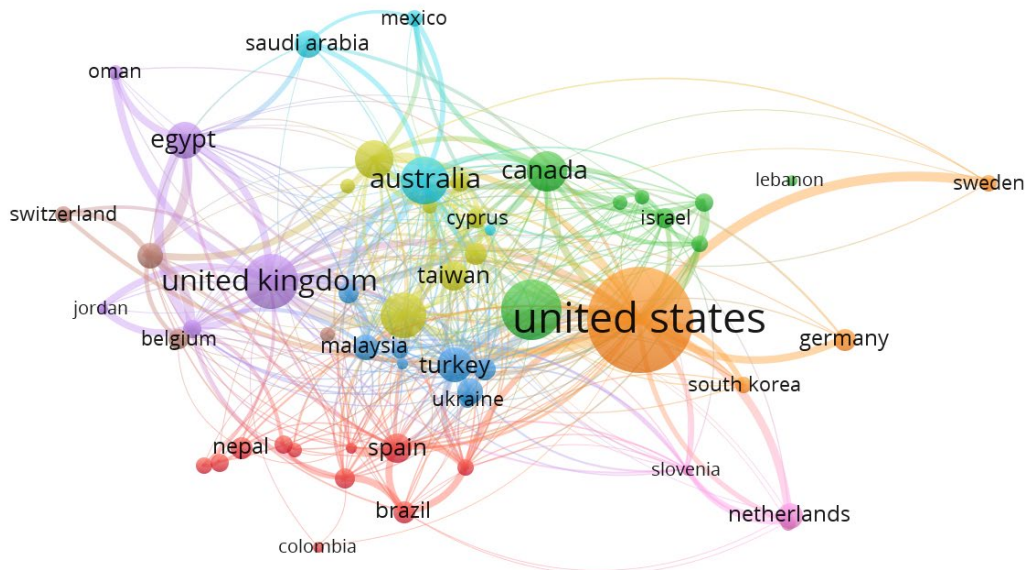 mexico
saudi arabia
oman
egypt
canada
australia
lebanon
sweden
switzerland
cyprus
israel
united kingdom
taiwan
jordan
united states
belgium
malaysia
germany
turkey
south korea
ukraine
nepal
spain
slovenia
brazil
netherlands
colombia